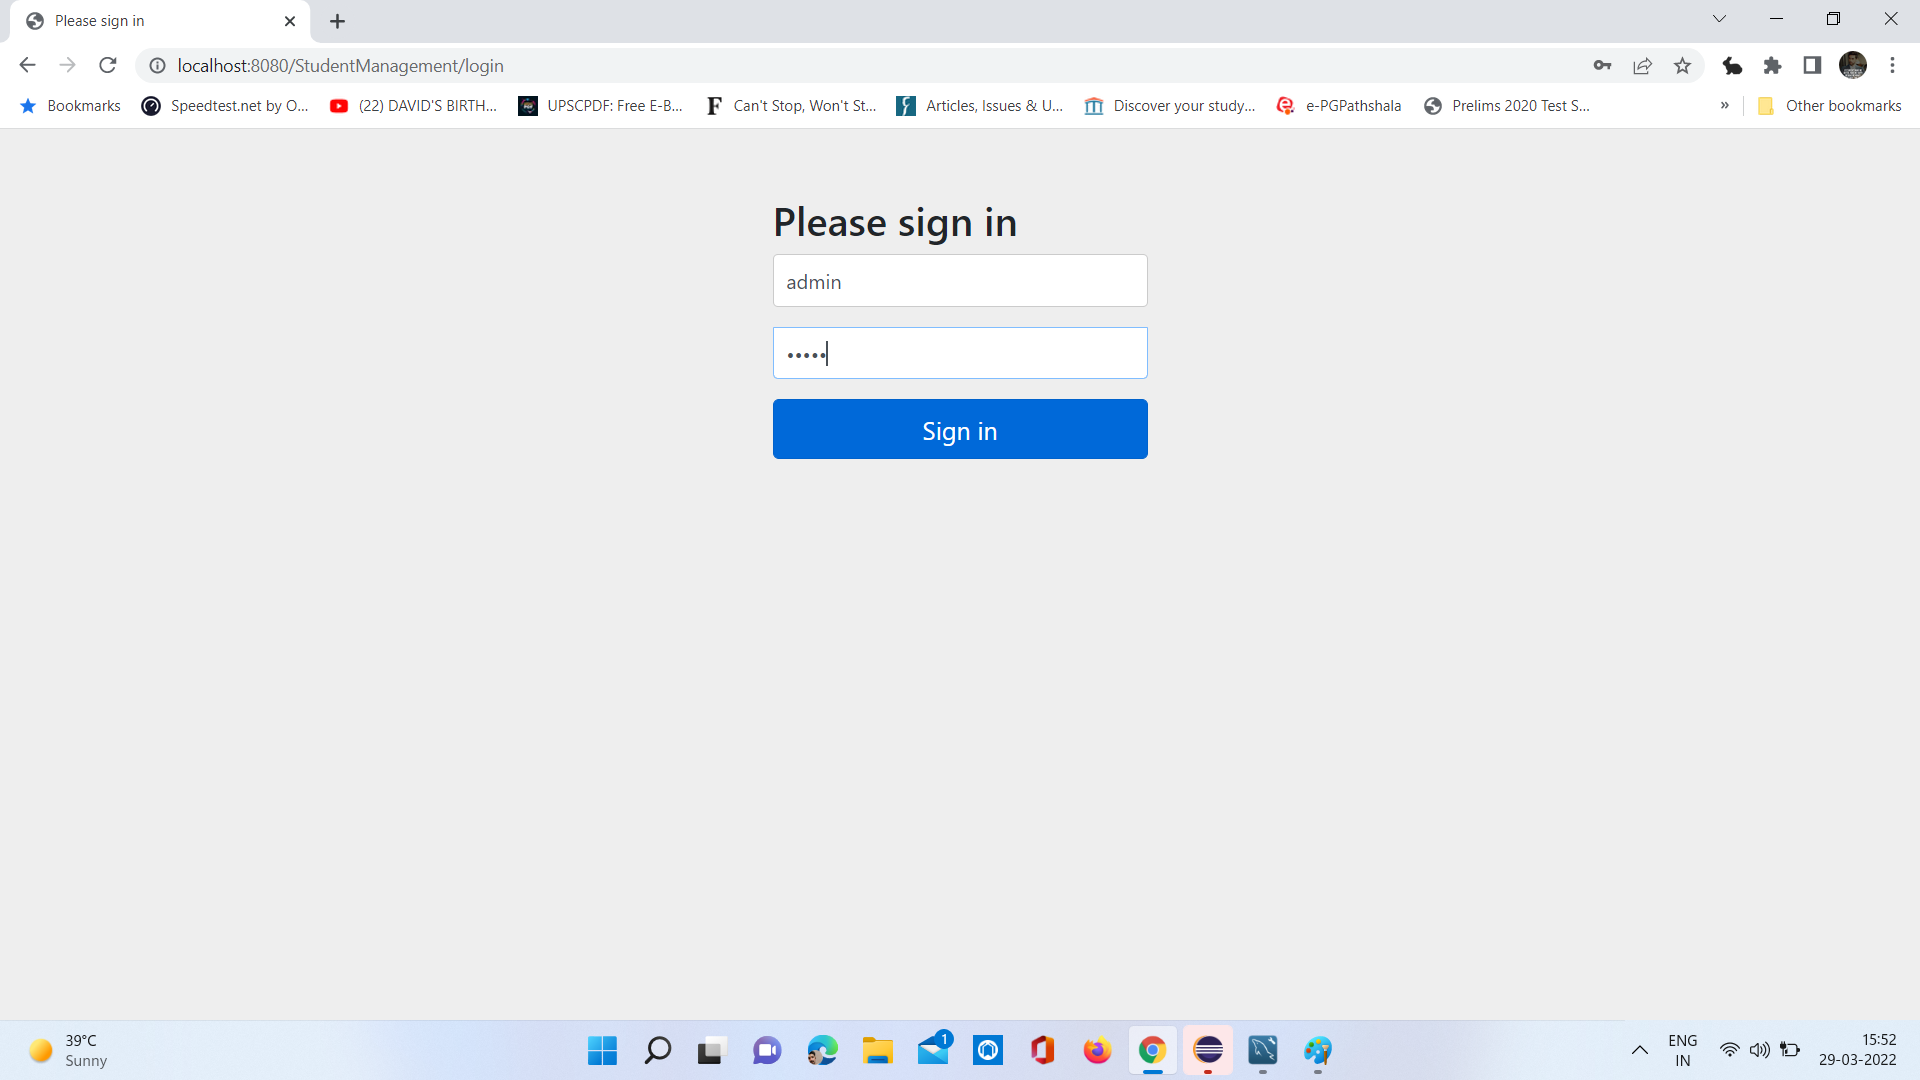 Please sign in
localhost:8080/StudentManagement/login
Bookmarks Speedtest.net by O... (22) DAVID'S BIRTH... UPSCPDF: Free E-B... Can't Stop, Won't St... Articles, Issues & U... Discover your study... e-PGPathshala Prelims 2020 Test S... » Other bookmarks
Please sign in
admin
•••••
Sign in
39°C
Sunny
1
ENG
IN
15:52
29-03-2022